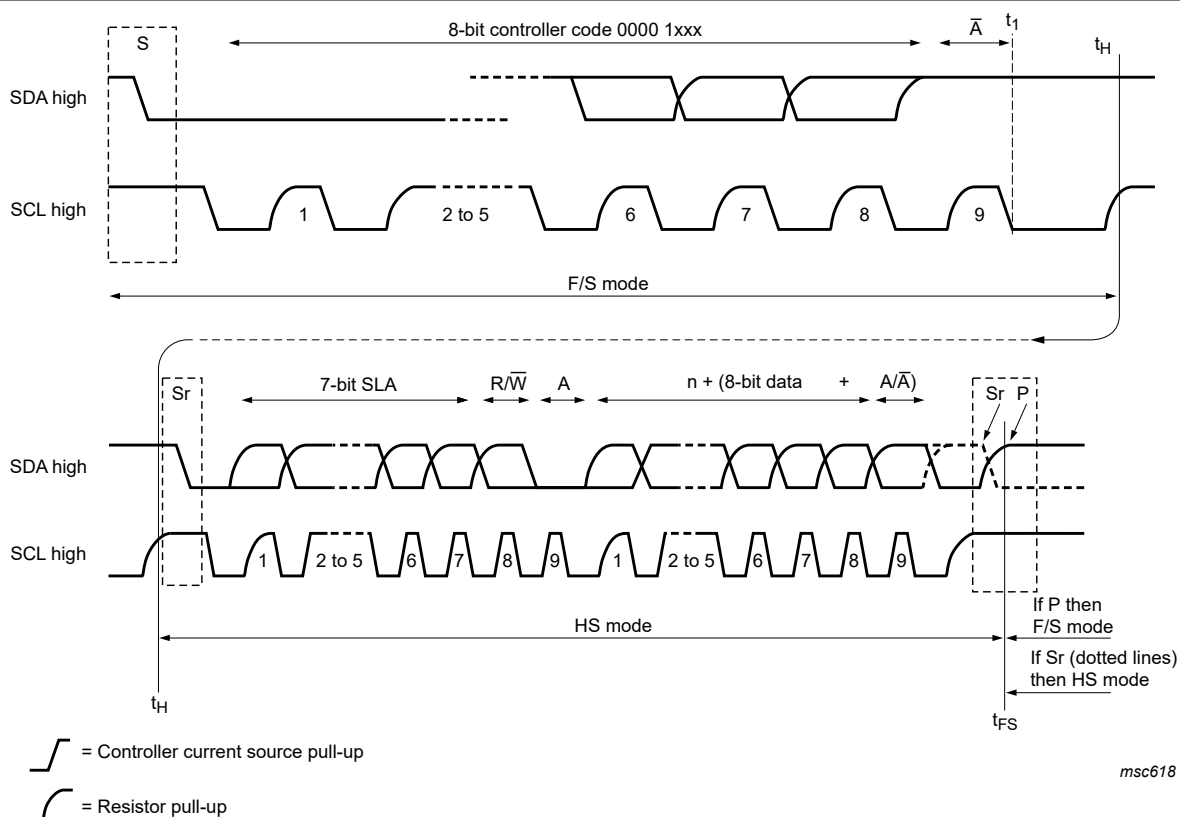 8-bit controller code 0000 1xxx
A̅
t1
S
tH
SDA high
SCL high
1
2 to 5
6
7
8
9
F/S mode
Sr
7-bit SLA
R/W̅
A
n + (8-bit data
+
A/A̅)
Sr
P
SDA high
SCL high
1
2 to 5
6
7
8
9
1
2 to 5
6
7
8
9
HS mode
If P then
F/S mode
If Sr (dotted lines)
then HS mode
tH
tFS
= Controller current source pull-up
= Resistor pull-up
msc618